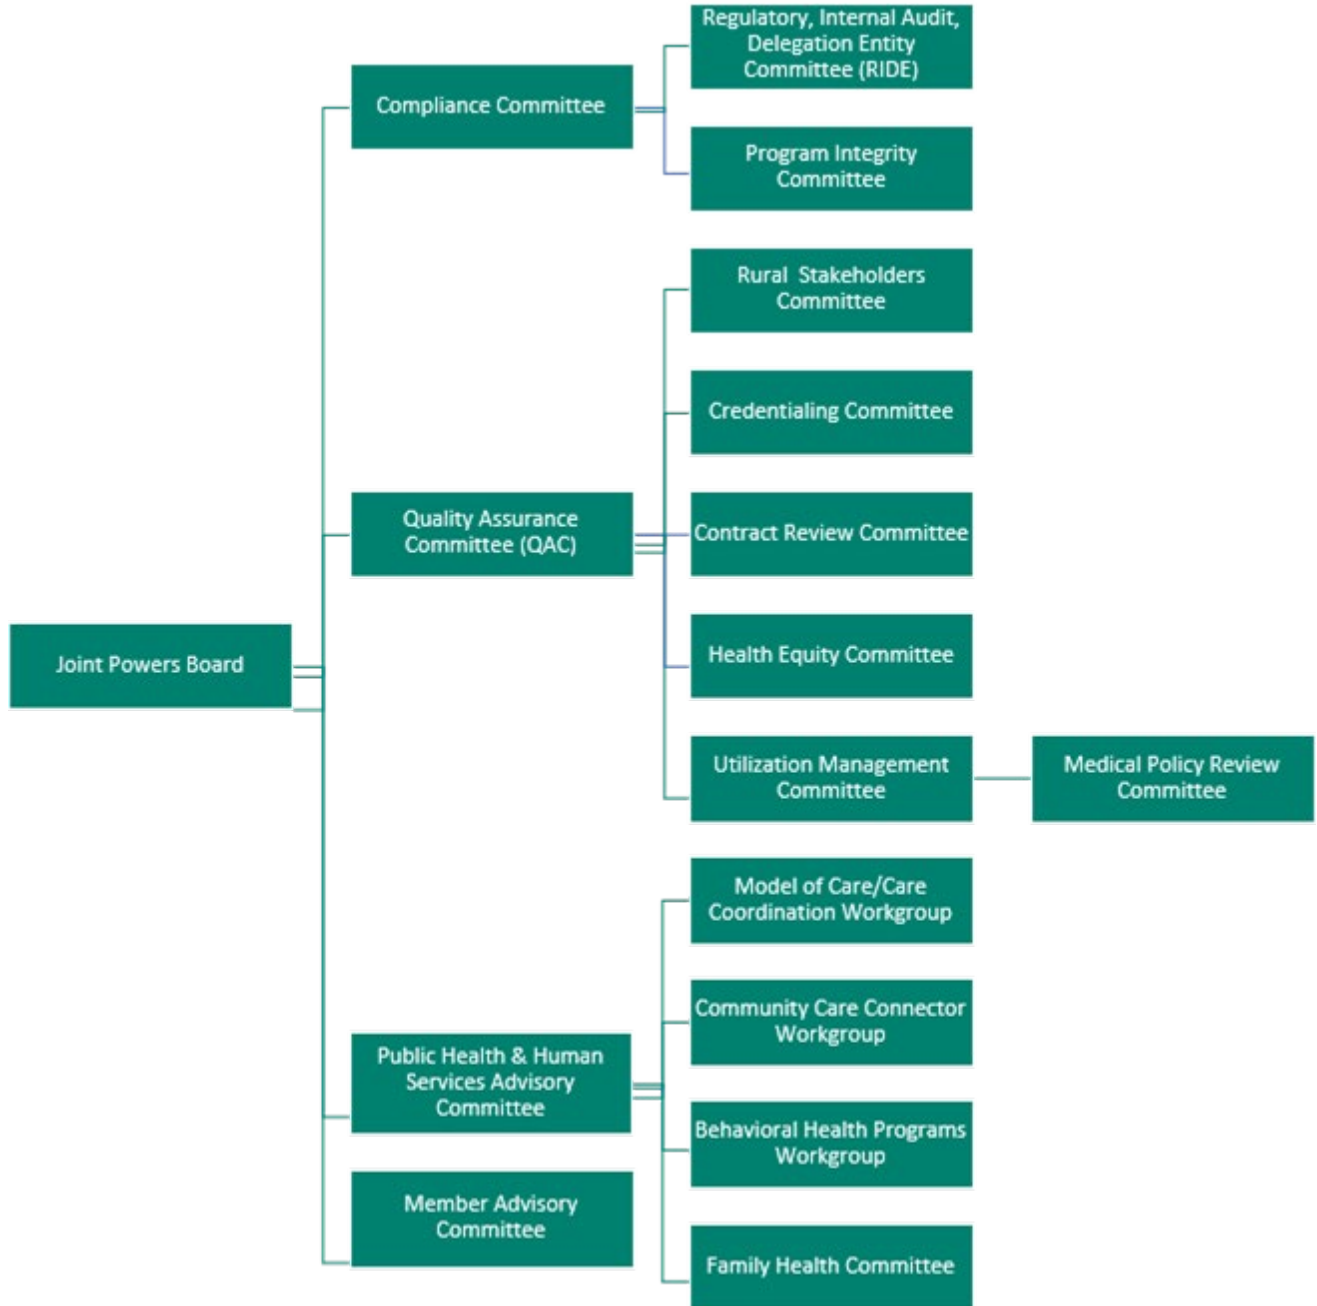 Regulatory, Internal Audit,
Delegation Entity
Committee (RIDE)
Compliance Committee
Program Integrity
Committee
Rural Stakeholders
Committee
Credentialing Committee
Quality Assurance
Committee (QAC)
Contract Review Committee
Joint Powers Board
Health Equity Committee
Utilization Management
Committee
Medical Policy Review
Committee
Model of Care/Care
Coordination Workgroup
Community Care Connector
Workgroup
Public Health & Human
Services Advisory
Committee
Behavioral Health Programs
Workgroup
Member Advisory
Committee
Family Health Committee